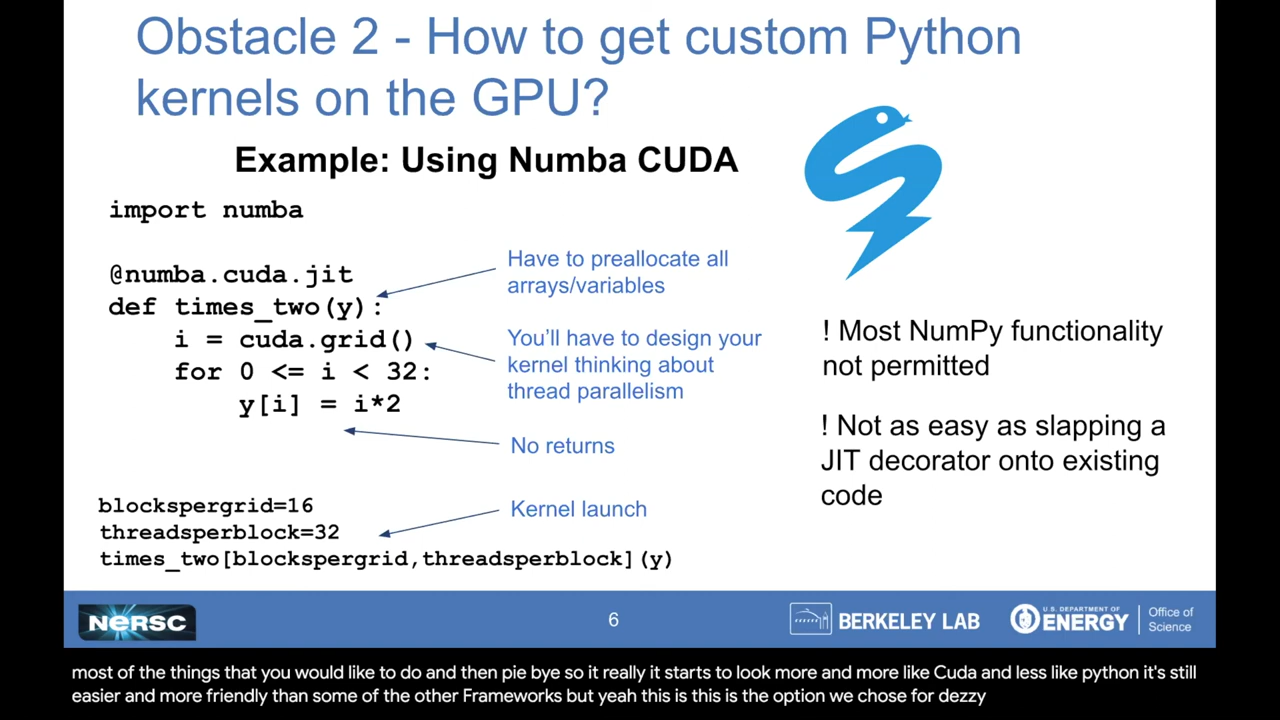 Obstacle 2 - How to get custom Python
kernels on the GPU?
Example: Using Numba CUDA
import numba
@numba.cuda.jit
def times_two(y):
i = cuda.grid()
for 0 <= i < 32:
y[i] = i*2
Have to preallocate all
arrays/variables
You'll have to design your
kernel thinking about
thread parallelism
No returns
blockspergrid=16
threadsperblock=32
times_two[blockspergrid,threadsperblock](y)
Kernel launch
! Most NumPy functionality
not permitted
! Not as easy as slapping a
JIT decorator onto existing
code
NERSC
6
BERKELEY LAB
U.S. DEPARTMENT OF
ENERGY
Office of
Science
most of the things that you would like to do and then pie bye so it really it starts to look more and more like Cuda and less like python it's still
easier and more friendly than some of the other Frameworks but yeah this is this is the option we chose for dezzy